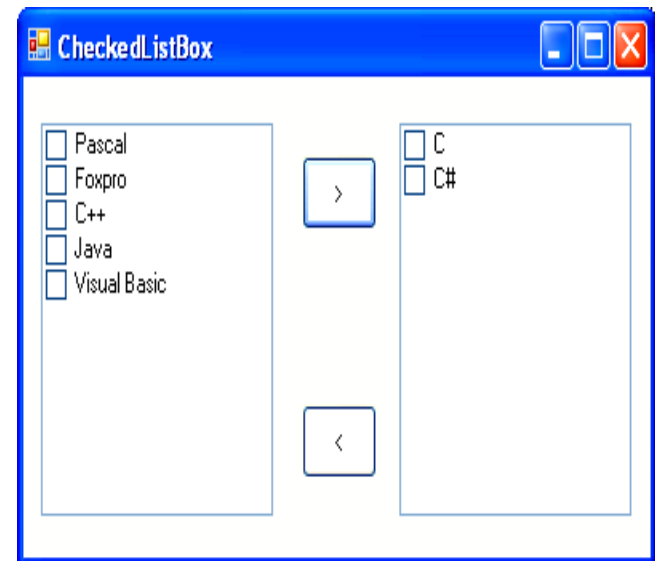 CheckedListBox
Pascal
Foxpro
C++
Java
Visual Basic
>
<
C
C#